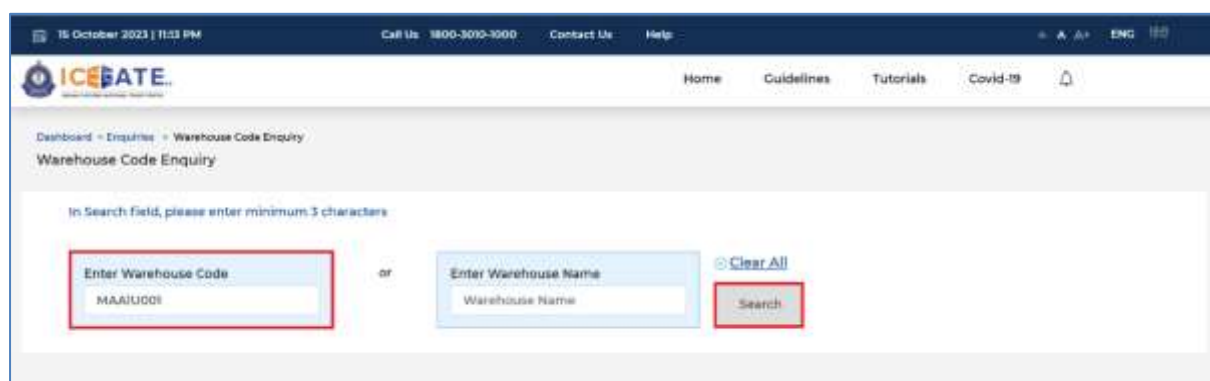 15 October 2023 | 11:13 PM Call Us 1800-3010-1000 Contact Us Help A A+ ENG
ICEGATE
Home Guidelines Tutorials Covid-19
Dashboard Enquiries Warehouse Code Enquiry
Warehouse Code Enquiry
In Search field, please enter minimum 3 characters
Enter Warehouse Code or Enter Warehouse Name Clear All
MAA1U001 Warehouse Name Search